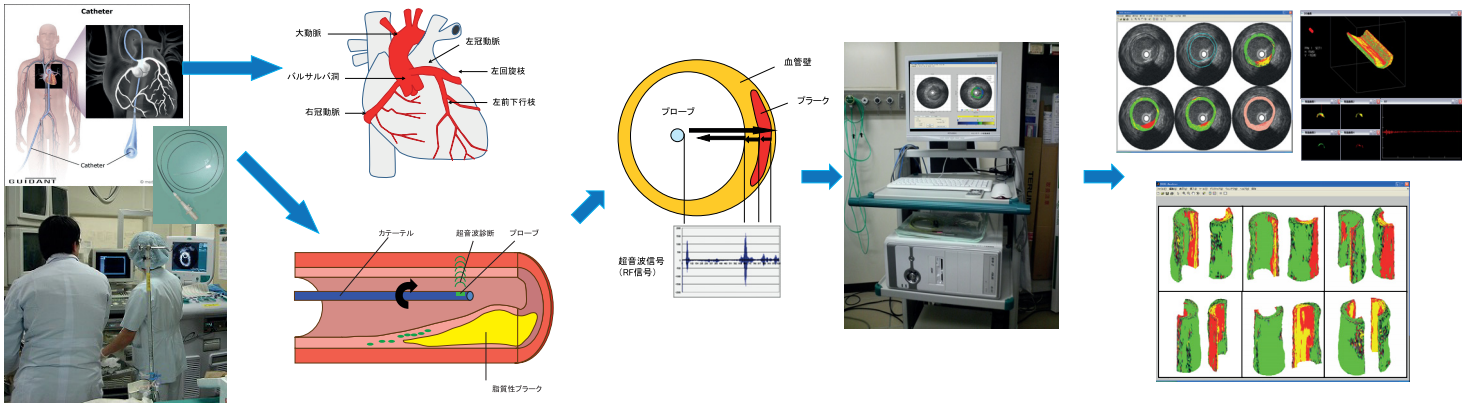 Catheter
Catheter
GUIDANT
大動脈
左冠動脈
バルサルバ洞
左回旋枝
右冠動脈
左前下行枝
カテーテル
超音波診断
プローブ
脂質性プラーク
血管壁
プローブ
プラーク
超音波信号
（RF信号）